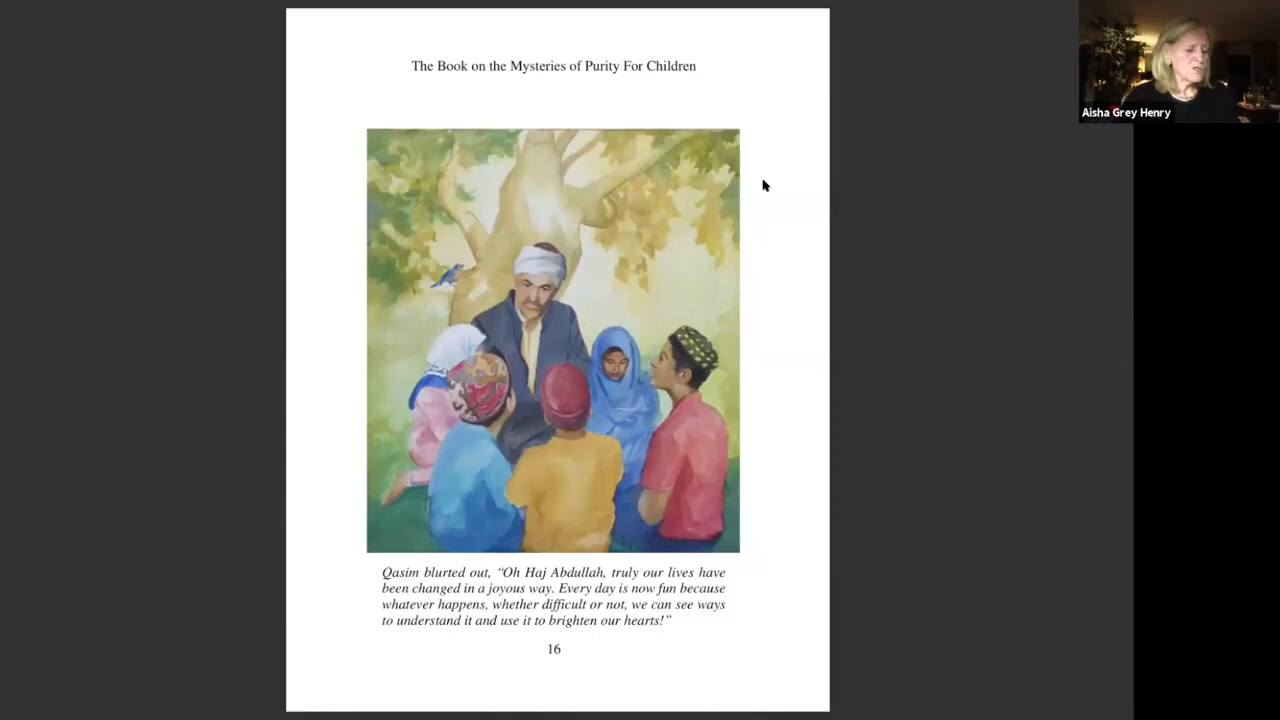 The Book on the Mysteries of Purity For Children
Aisha Grey Henry
Qasim blurted out, “Oh Haj Abdullah, truly our lives have
been changed in a joyous way. Every day is now fun because
whatever happens, whether difficult or not, we can see ways
to understand it and use it to brighten our hearts!”
16